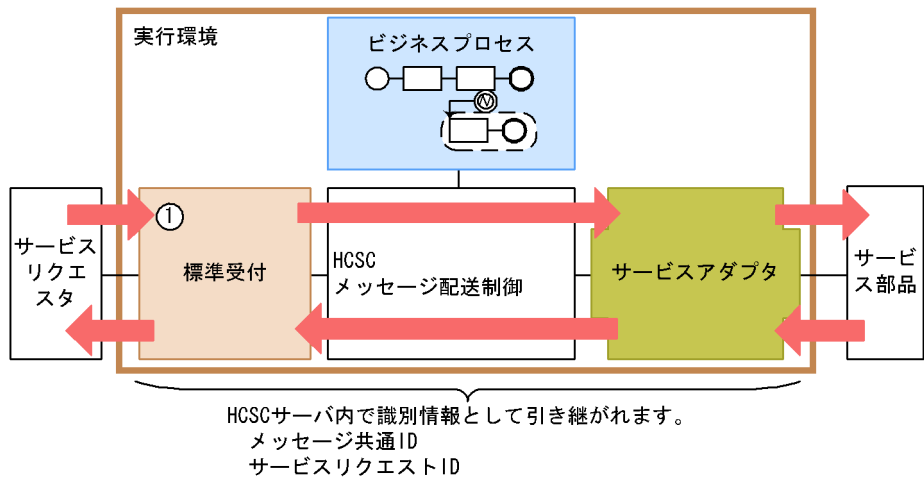 実行環境
ビジネスプロセス
N
①
サービス
リクエ
スタ
標準受付
HCSC
メッセージ配送制御
サービスアダプタ
サービ
ス部品
HCSCサーバ内で識別情報として引き継がれます。
メッセージ共通ID
サービスリクエストID